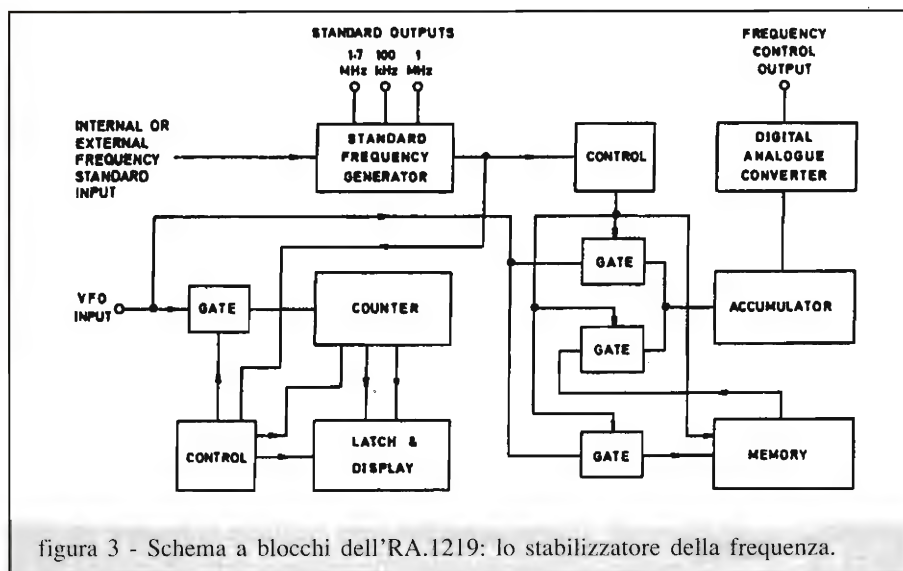 STANDARD OUTPUTS
1·7 MHz
100 kHz
1 MHz
FREQUENCY
CONTROL
OUTPUT
INTERNAL OR
EXTERNAL
FREQUENCY
STANDARD
INPUT
STANDARD
FREQUENCY
GENERATOR
CONTROL
DIGITAL
ANALOGUE
CONVERTER
GATE
VFO
INPUT
GATE
COUNTER
ACCUMULATOR
GATE
CONTROL
LATCH &
DISPLAY
GATE
MEMORY
figura 3 - Schema a blocchi dell'RA.1219: lo stabilizzatore della frequenza.